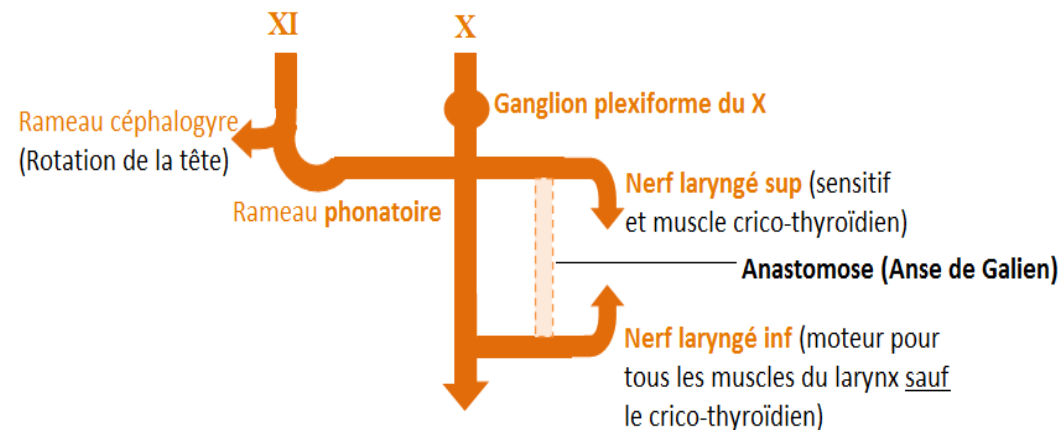 XI
X
Ganglion plexiforme du X
Rameau céphalogyre
(Rotation de la tête)
Rameau phonatoire
Nerf laryngé sup (sensitif
et muscle crico-thyroïdien)
Anastomose (Anse de Galien)
Nerf laryngé inf (moteur pour
tous les muscles du larynx sauf
le crico-thyroïdien)